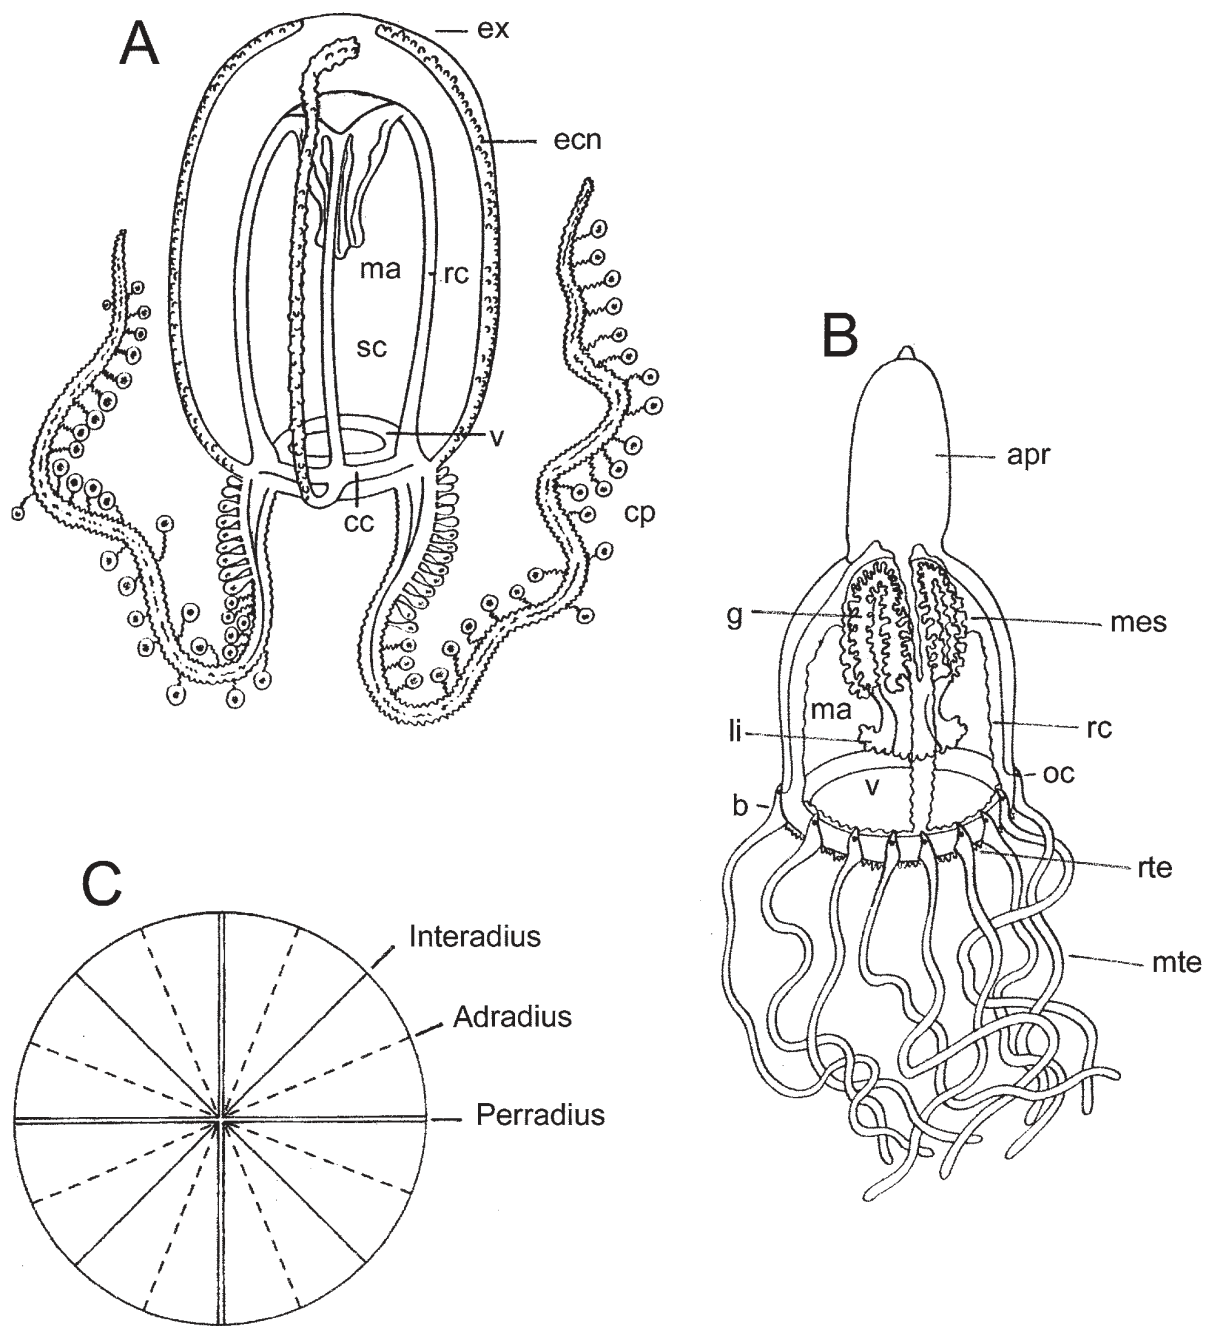 A
ex
ecn
ma
rc
sc
v
cc
cp
B
apr
g
mes
ma
li
rc
v
oc
b
rte
mte
C
Interadius
Adradius
Perradius